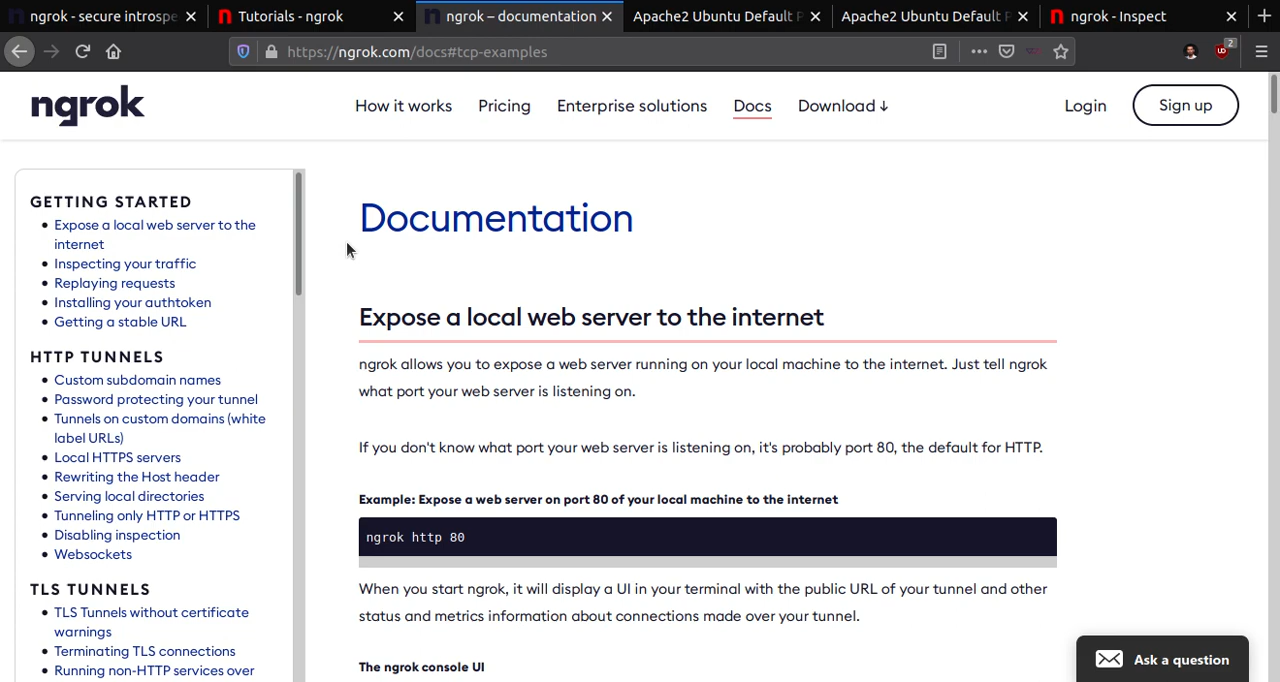 ngrok - secure introspe
Tutorials - ngrok
ngrok – documentation
Apache2 Ubuntu Default P
Apache2 Ubuntu Default P
ngrok - Inspect
https://ngrok.com/docs#tcp-examples
2
ngrok
How it works
Pricing
Enterprise solutions
Docs
Download ↓
Login
Sign up
GETTING STARTED
Expose a local web server to the
internet
Inspecting your traffic
Replaying requests
Installing your authtoken
Getting a stable URL
HTTP TUNNELS
Custom subdomain names
Password protecting your tunnel
Tunnels on custom domains (white
label URLs)
Local HTTPS servers
Rewriting the Host header
Serving local directories
Tunneling only HTTP or HTTPS
Disabling inspection
Websockets
TLS TUNNELS
TLS Tunnels without certificate
warnings
Terminating TLS connections
Running non-HTTP services over
Documentation
Expose a local web server to the internet
ngrok allows you to expose a web server running on your local machine to the internet. Just tell ngrok
what port your web server is listening on.
If you don't know what port your web server is listening on, it's probably port 80, the default for HTTP.
Example: Expose a web server on port 80 of your local machine to the internet
ngrok http 80
When you start ngrok, it will display a UI in your terminal with the public URL of your tunnel and other
status and metrics information about connections made over your tunnel.
The ngrok console UI
Ask a question